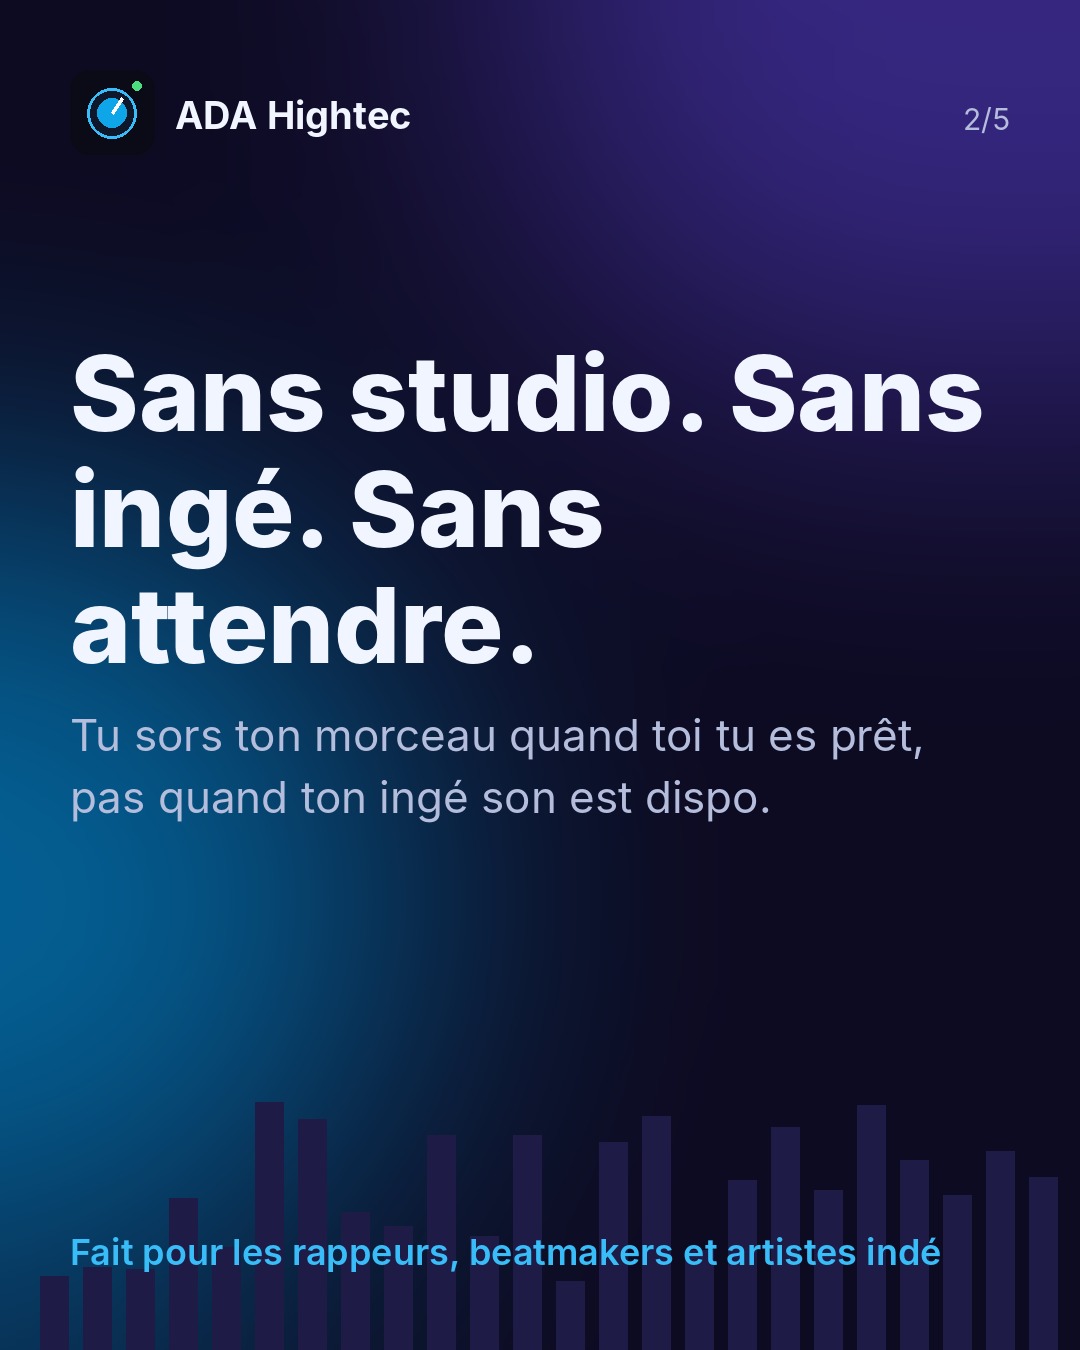 ADA Hightec
2/5
Sans studio. Sans
ingé. Sans
attendre.
Tu sors ton morceau quand toi tu es prêt,
pas quand ton ingé son est dispo.
Fait pour les rappeurs, beatmakers et artistes indé